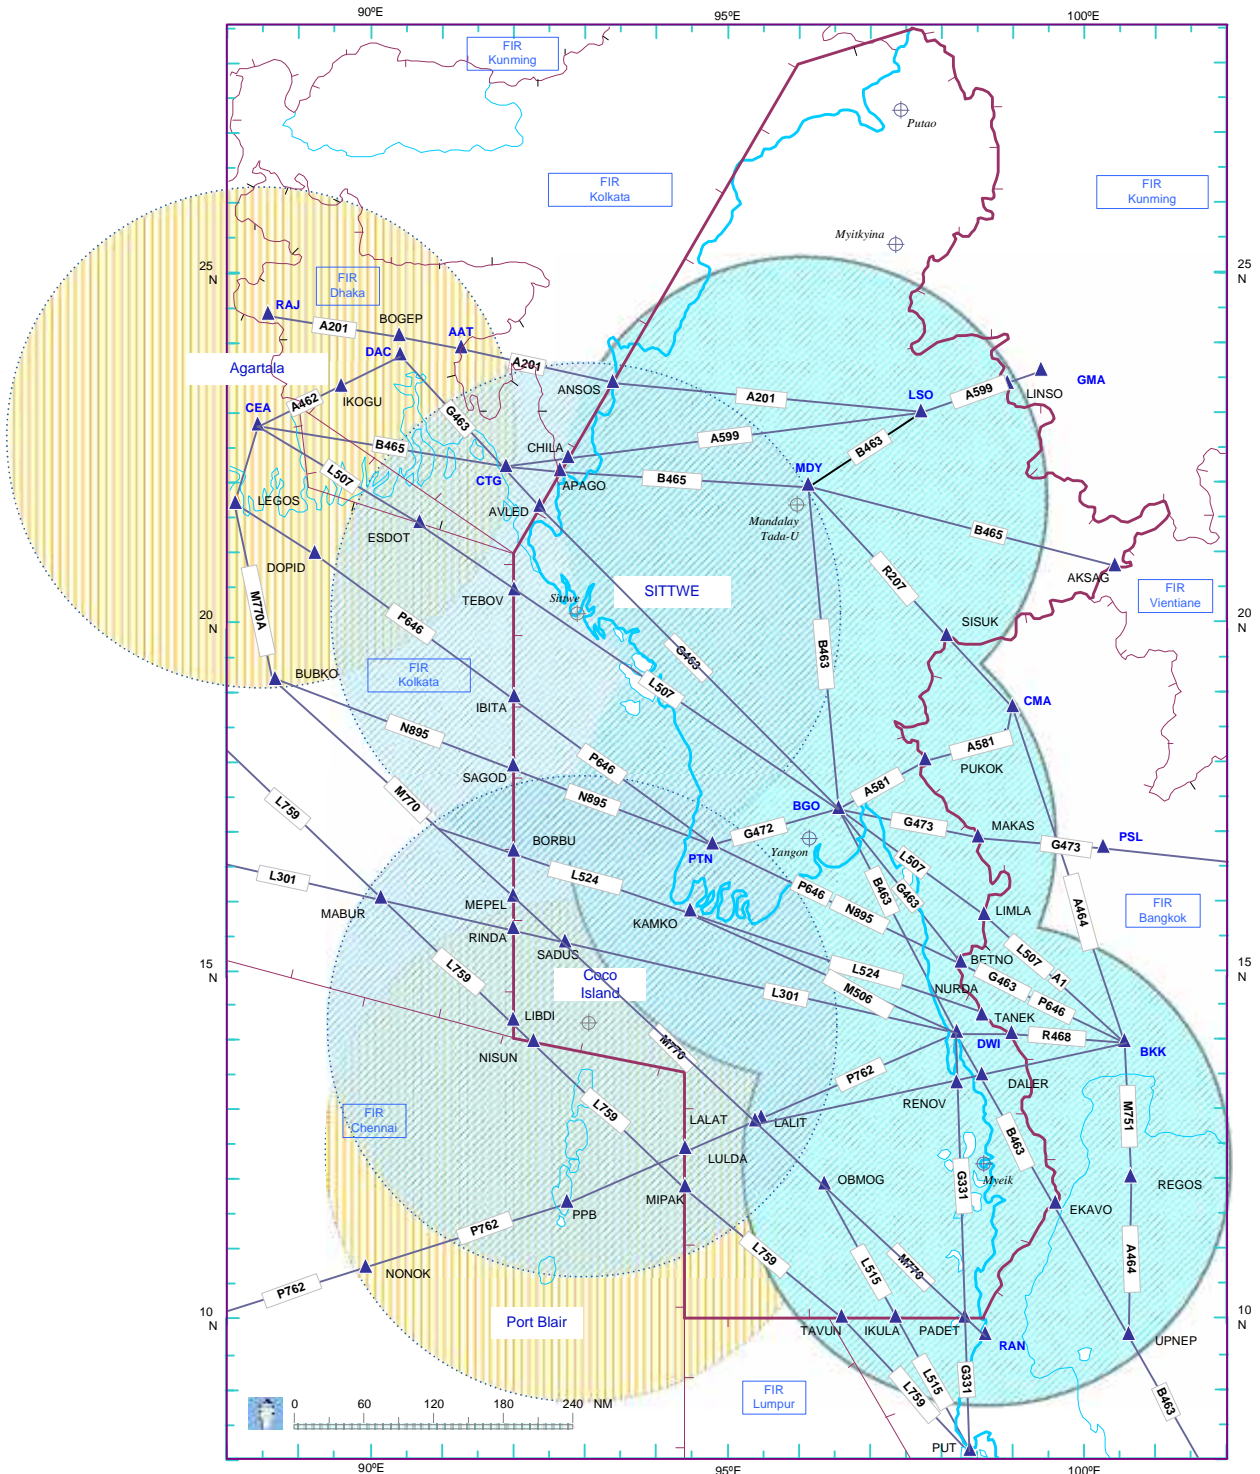 90ºE
95ºE
100ºE
FIR
Kunming
Putao
FIR
Kolkata
FIR
Kunming
Myitkyina
25
N
25
N
FIR
Dhaka
RAJ
BOGEP
A201
AAT
DAC
A201
Agartala
ANSOS
A201
LSO
A599
LINSO
GMA
IKOGU
A462
CEA
G463
B465
CHILA
A599
B463
L507
CTG
APAGO
B465
MDY
LEGOS
AVLED
Mandalay
Tada-U
ESDOT
B465
DOPID
R207
AKSAG
TEBOV
Sittwe
SITTWE
FIR
Vientiane
M770A
P646
20
N
SISUK
20
N
G463
B463
BUBKO
FIR
Kolkata
L507
CMA
IBITA
N895
A581
P646
PUKOK
SAGOD
M770
N895
BGO
A581
L759
G472
G473
MAKAS
PSL
BORBU
PTN
Yangon
G473
L507
L301
L524
P646
B463
G463
MABUR
MEPEL
N895
LIMLA
A464
FIR
Bangkok
KAMKO
RINDA
SADUS
BETNO
15
N
L759
Coco
Island
L524
L507
A1
15
N
L301
M506
NURDA
G463
P646
LIBDI
TANEK
NISUN
DWI
R468
BKK
M770
P762
DALER
RENOV
FIR
Chennai
L759
LALAT
LALIT
B463
M751
LULDA
OBMOG
G331
Myeik
REGOS
PPB
MIPAK
EKAVO
P762
L759
NONOK
L515
M770
A464
P762
10
N
Port Blair
TAVUN
IKULA
PADET
RAN
UPNEP
10
N
FIR
Lumpur
L759
L515
G331
B463
0
60
120
180
240
NM
PUT
90ºE
95ºE
100ºE